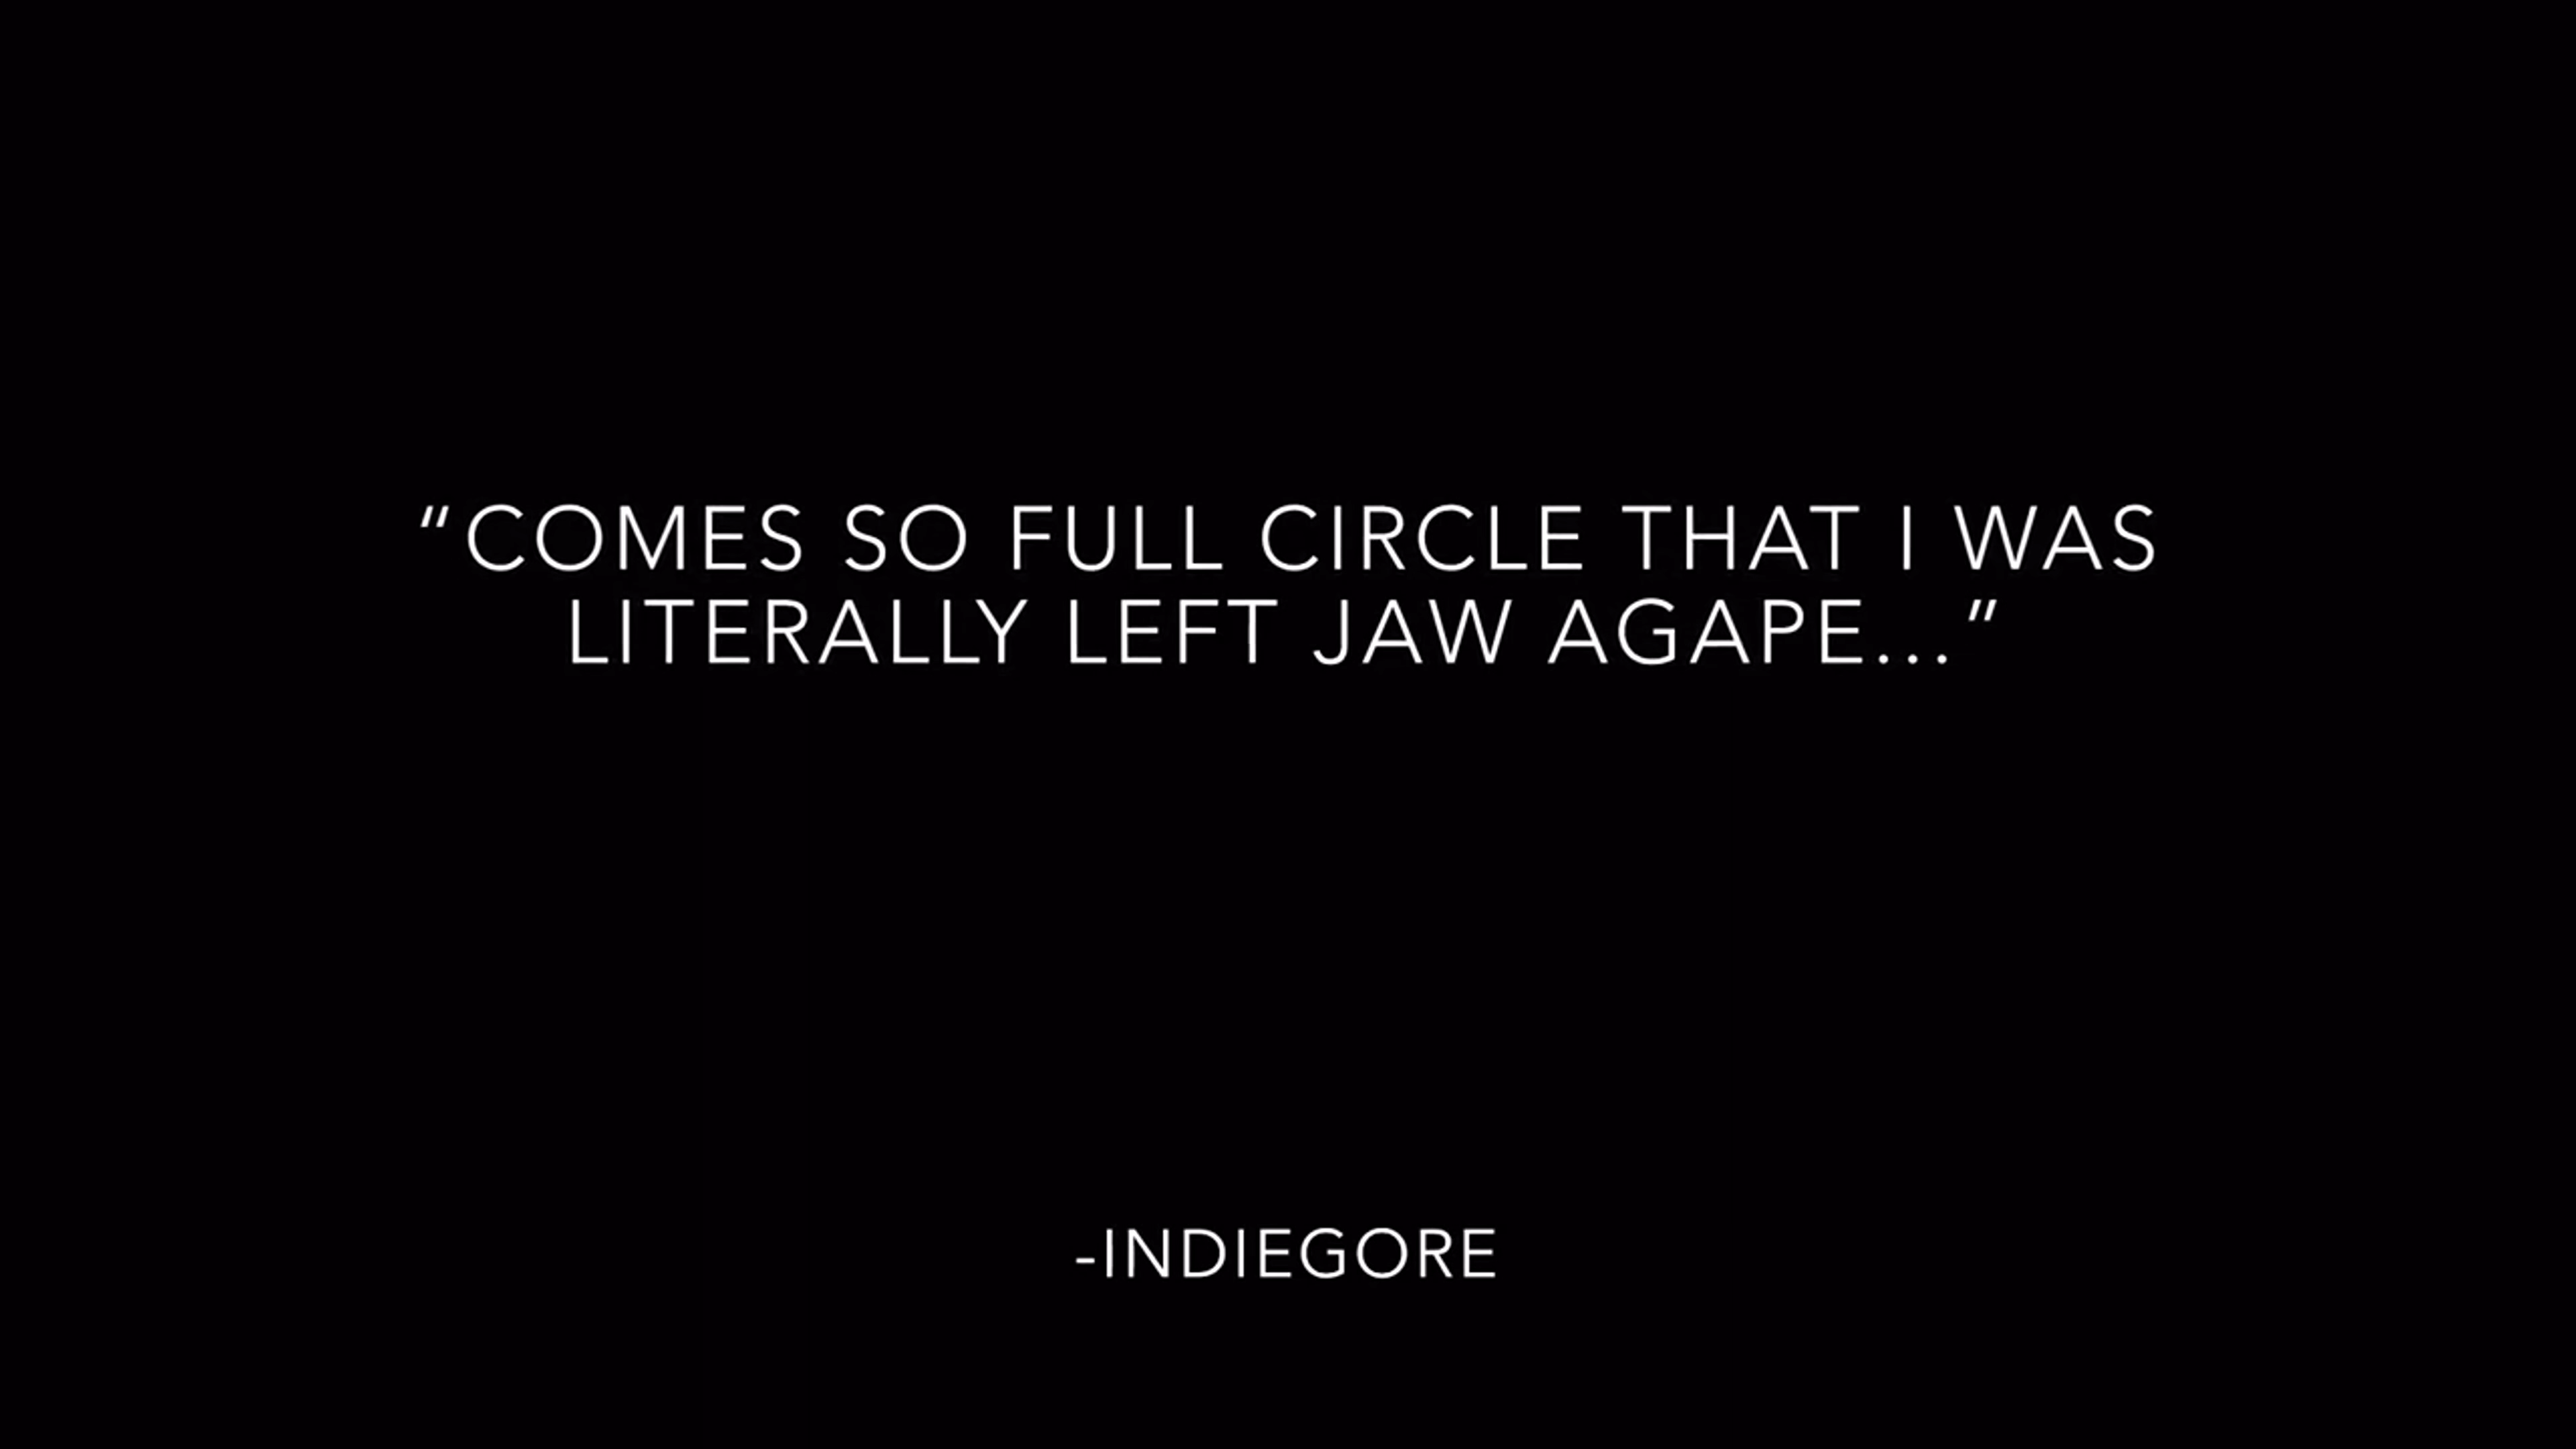 “COMES SO FULL CIRCLE THAT I WAS
LITERALLY LEFT JAW AGAPE...”
-INDIEGORE